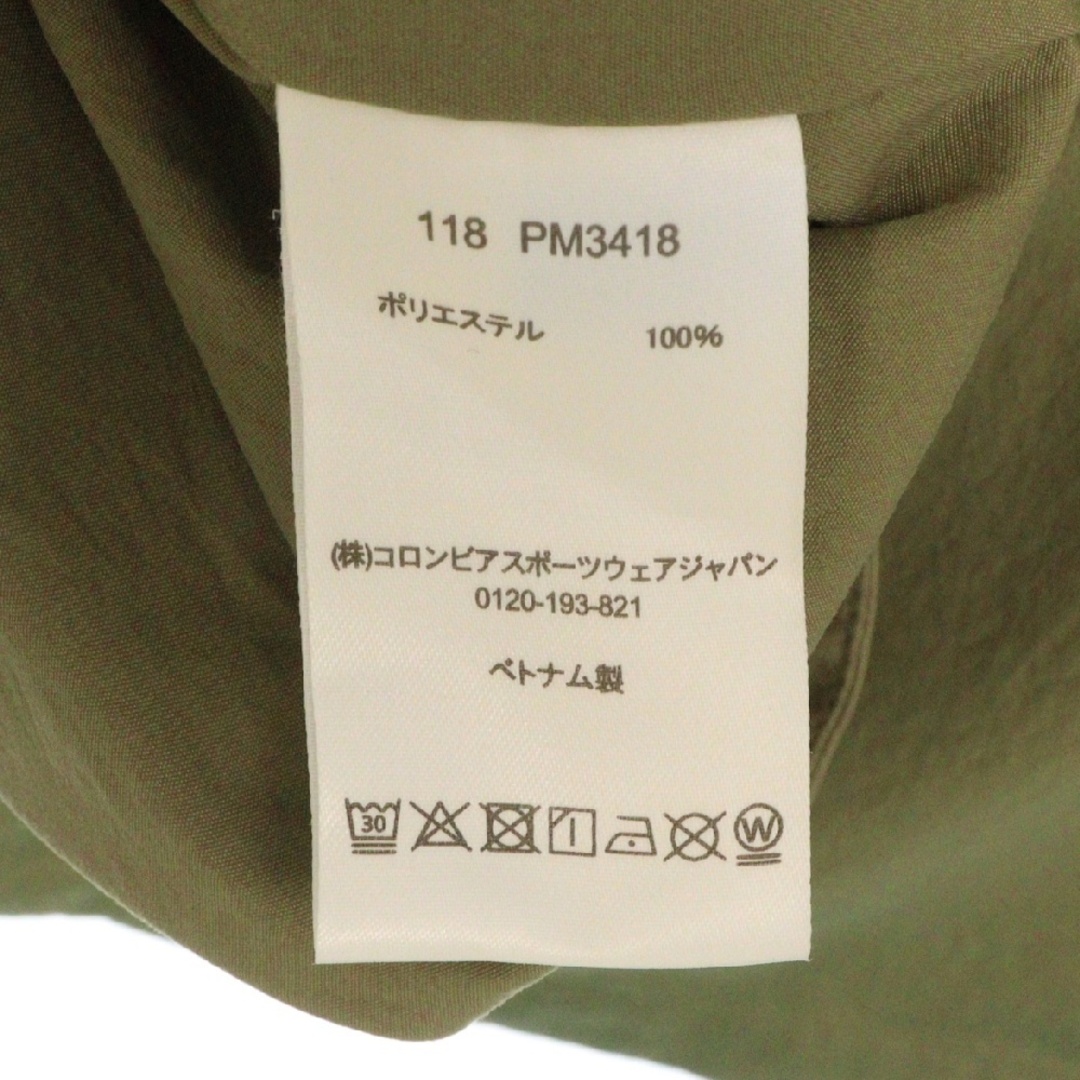 118 PM3418
ポリエステル 100%
(株)コロンビアスポーツウェアジャパン
0120-193-821
ベトナム製
30 W